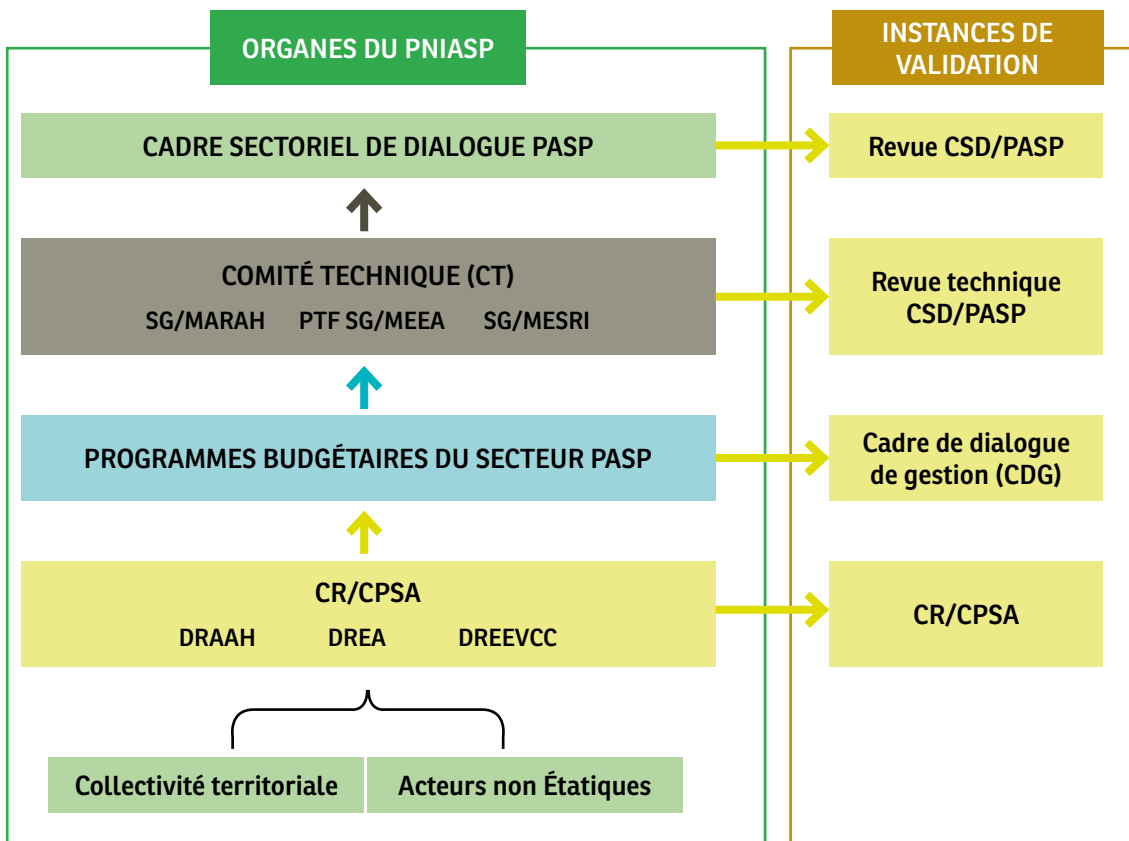 ORGANES DU PNIASP
INSTANCES DE
VALIDATION
CADRE SECTORIEL DE DIALOGUE PASP
Revue CSD/PASP
COMITÉ TECHNIQUE (CT)
SG/MARAH PTF SG/MEEA SG/MESRI
Revue technique
CSD/PASP
PROGRAMMES BUDGÉTAIRES DU SECTEUR PASP
Cadre de dialogue
de gestion (CDG)
CR/CPSA
DRAAH DREA DREEVCC
CR/CPSA
Collectivité territoriale
Acteurs non Étatiques